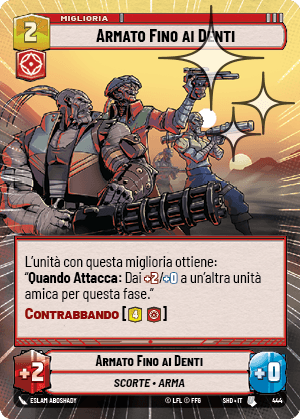 MIGLIORIA
2
ARMATO FINO AI DENTI
L'unità con questa miglioria ottiene:
"Quando Attacca: Dai +2/+0 a un'altra unità
amica per questa fase."
CONTRABBANDO [4]
ARMATO FINO AI DENTI
+2
SCORTE • ARMA
+0
ESLAM ABOSHADY
© LFL © FFG
SHD • IT
444